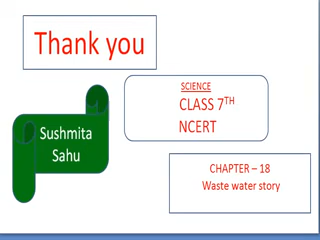 Thank you
SCIENCE
CLASS 7TH
NCERT
Sushmita
Sahu
CHAPTER – 18
Waste water story